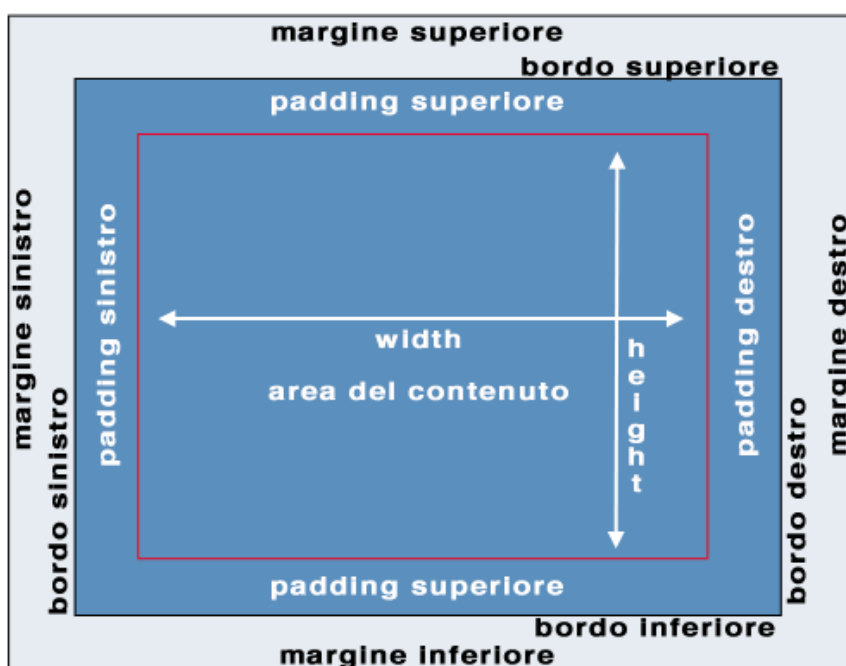 margine superiore
bordo superiore
padding superiore
margine sinistro
bordo sinistro
padding sinistro
width
height
area del contenuto
padding destro
bordo destro
margine destro
padding superiore
bordo inferiore
margine inferiore